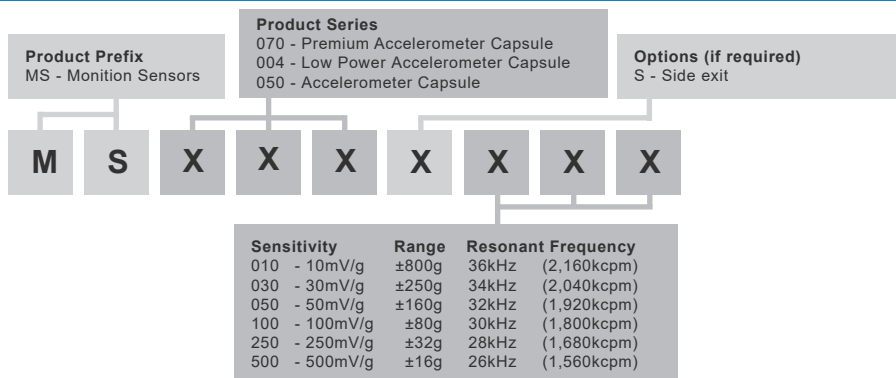 Product Series
070 - Premium Accelerometer Capsule
004 - Low Power Accelerometer Capsule
050 - Accelerometer Capsule
Product Prefix
MS - Monition Sensors
Options (if required)
S - Side exit
M S X X X X X X X
Sensitivity Range Resonant Frequency
010 - 10mV/g ±800g 36kHz (2,160kcpm)
030 - 30mV/g ±250g 34kHz (2,040kcpm)
050 - 50mV/g ±160g 32kHz (1,920kcpm)
100 - 100mV/g ±80g 30kHz (1,800kcpm)
250 - 250mV/g ±32g 28kHz (1,680kcpm)
500 - 500mV/g ±16g 26kHz (1,560kcpm)